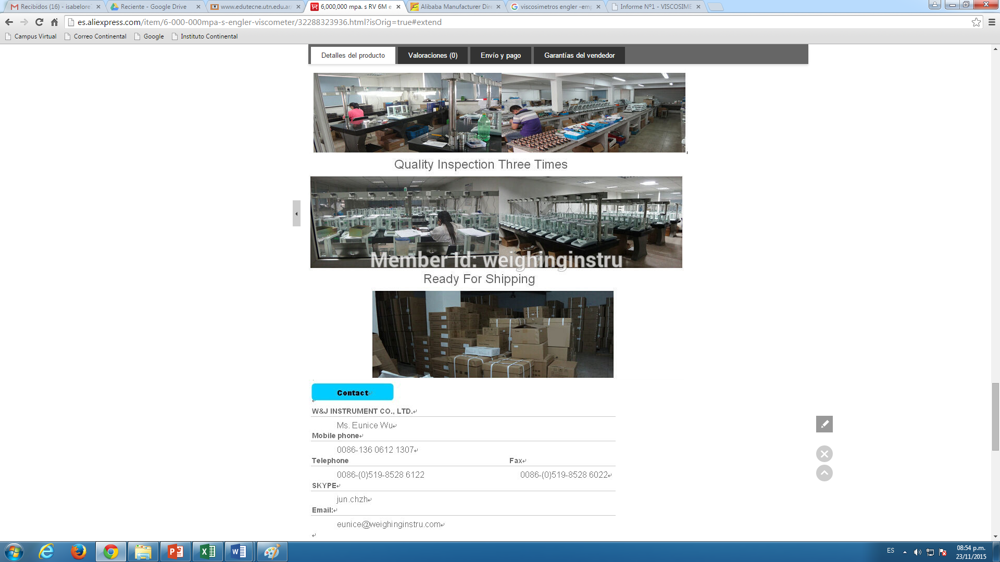 Recibidos (16) - isabelore
Reciente - Google Drive
www.edutecne.utn.edu.ar/
6,000,000 mpa. s RV 6M e
Alibaba Manufacturer Dire
viscosimetros engler -emp
Informe Nº1 - VISCOSIME
es.aliexpress.com/item/6-000-000mpa-s-engler-viscometer/32288323936.html?isOrig=true#extend
Campus Virtual
Correo Continental
Google
Instituto Continental
Detalles del producto
Valoraciones (0)
Envío y pago
Garantías del vendedor
Quality Inspection Three Times
Member Id: weighinginstru
Ready For Shipping
Contact
W&J INSTRUMENT CO., LTD.
Ms. Eunice Wu
Mobile phone
0086-136 0612 1307
Telephone Fax
0086-(0)519-8528 6122 0086-(0)519-8528 6022
SKYPE
jun.chzh
Email:
eunice@weighinginstru.com
ES
08:54 p.m.
23/11/2015